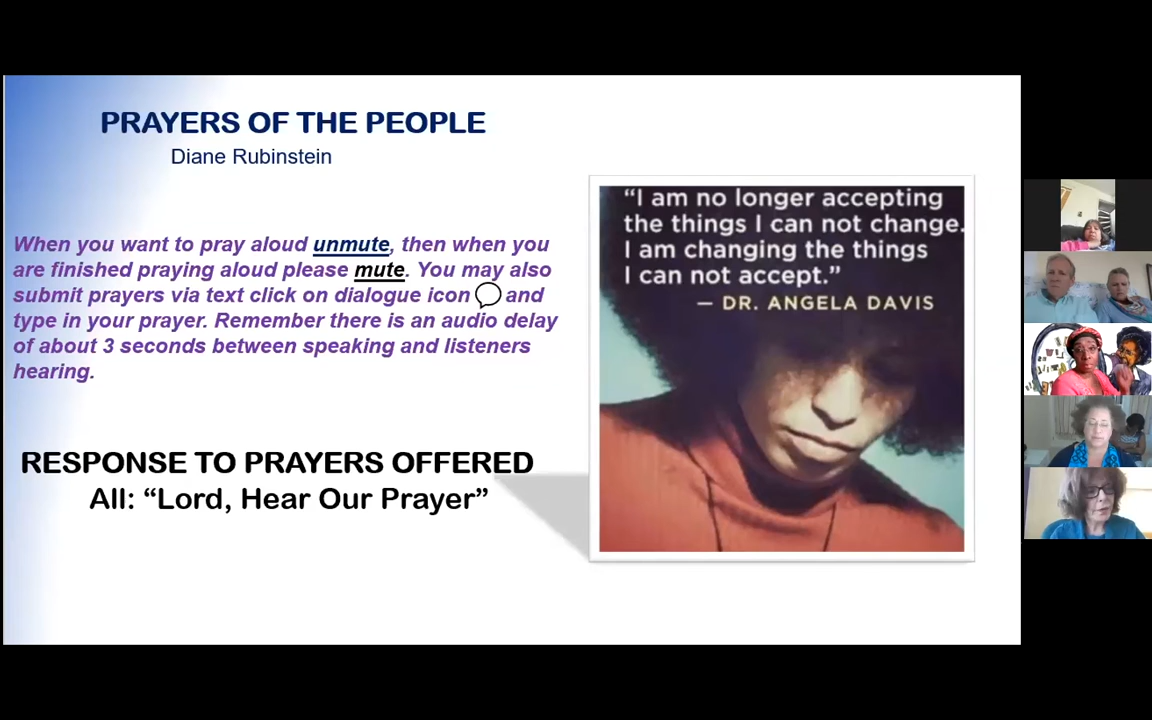 PRAYERS OF THE PEOPLE
Diane Rubinstein
When you want to pray aloud unmute, then when you
are finished praying aloud please mute. You may also
submit prayers via text click on dialogue icon and
type in your prayer. Remember there is an audio delay
of about 3 seconds between speaking and listeners
hearing.
RESPONSE TO PRAYERS OFFERED
All: “Lord, Hear Our Prayer”
“I am no longer accepting
the things I can not change.
I am changing the things
I can not accept.”
— DR. ANGELA DAVIS